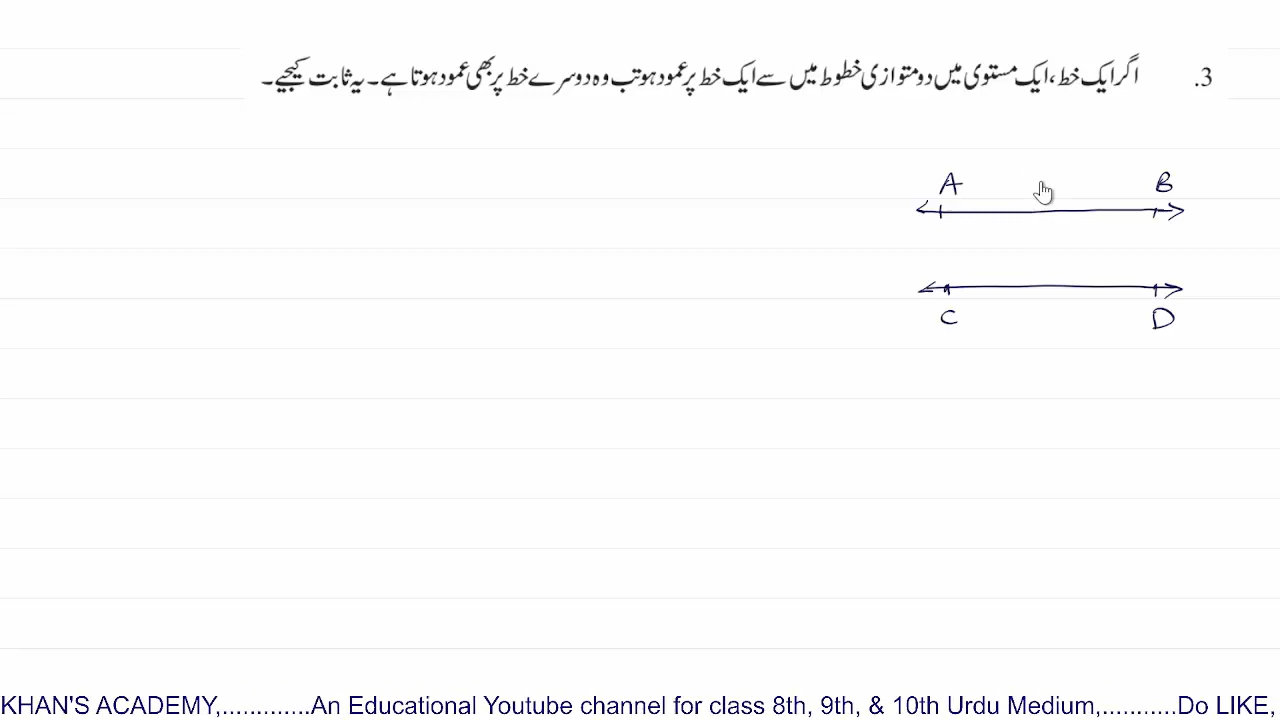 3. اگر ایک خط، ایک مستوی میں دو متوازی خطوط میں سے ایک خط پر عمود ہو تب وہ دوسرے خط پر بھی عمود ہوتا ہے۔ یہ ثابت کیجیے۔
A B
C D
KHAN'S ACADEMY,.............An Educational Youtube channel for class 8th, 9th, & 10th Urdu Medium,...........Do LIKE,